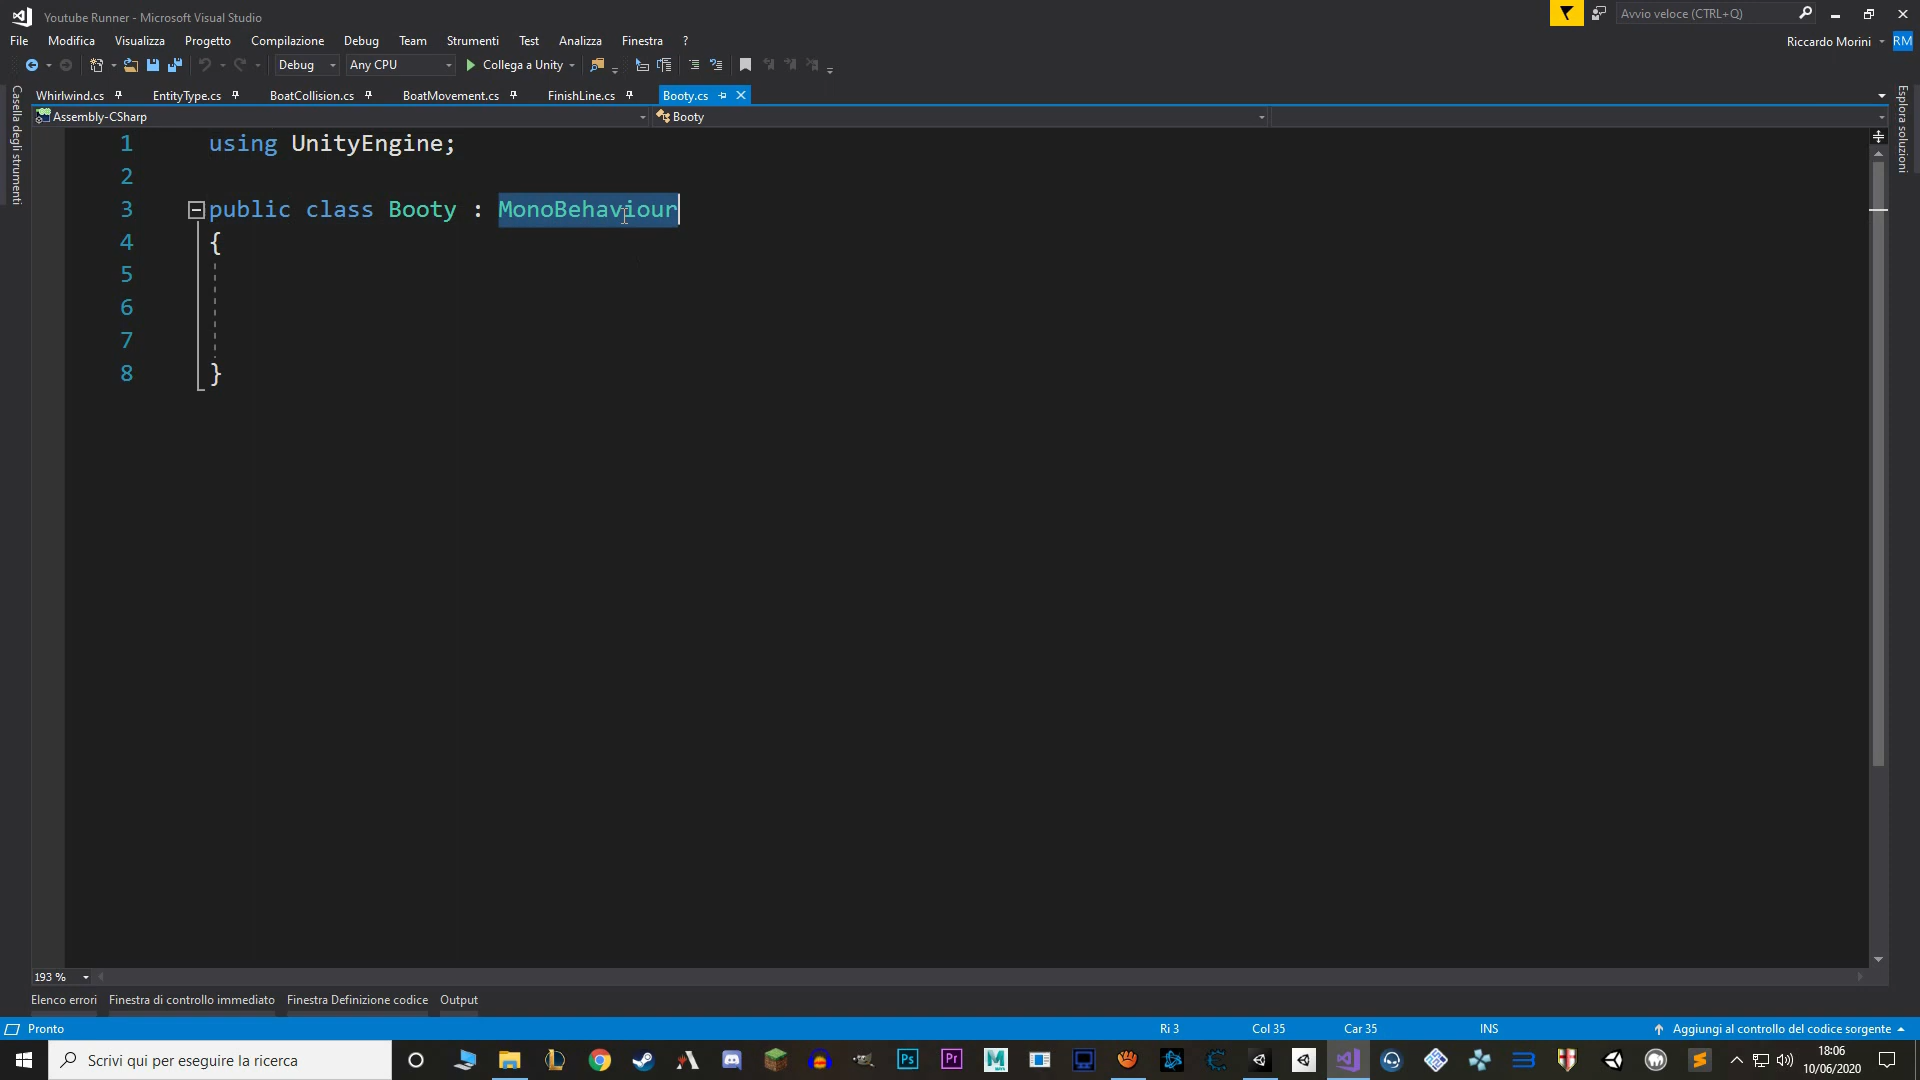 Youtube Runner - Microsoft Visual Studio
Avvio veloce (CTRL+Q)
File Modifica Visualizza Progetto Compilazione Debug Team Strumenti Test Analizza Finestra ?
Riccardo Morini RM
Debug Any CPU Collega a Unity
Whirlwind.cs EntityType.cs BoatCollision.cs BoatMovement.cs FinishLine.cs Booty.cs
Assembly-CSharp Booty
Casella degli strumenti
Esplora soluzioni
1 using UnityEngine;
2
3 public class Booty : MonoBehaviour
4 {
5
6
7
8 }
193 %
Elenco errori Finestra di controllo immediato Finestra Definizione codice Output
Pronto Ri 3 Col 35 Car 35 INS Aggiungi al controllo del codice sorgente
Scrivi qui per eseguire la ricerca
Ps Pr M
18:06
10/06/2020